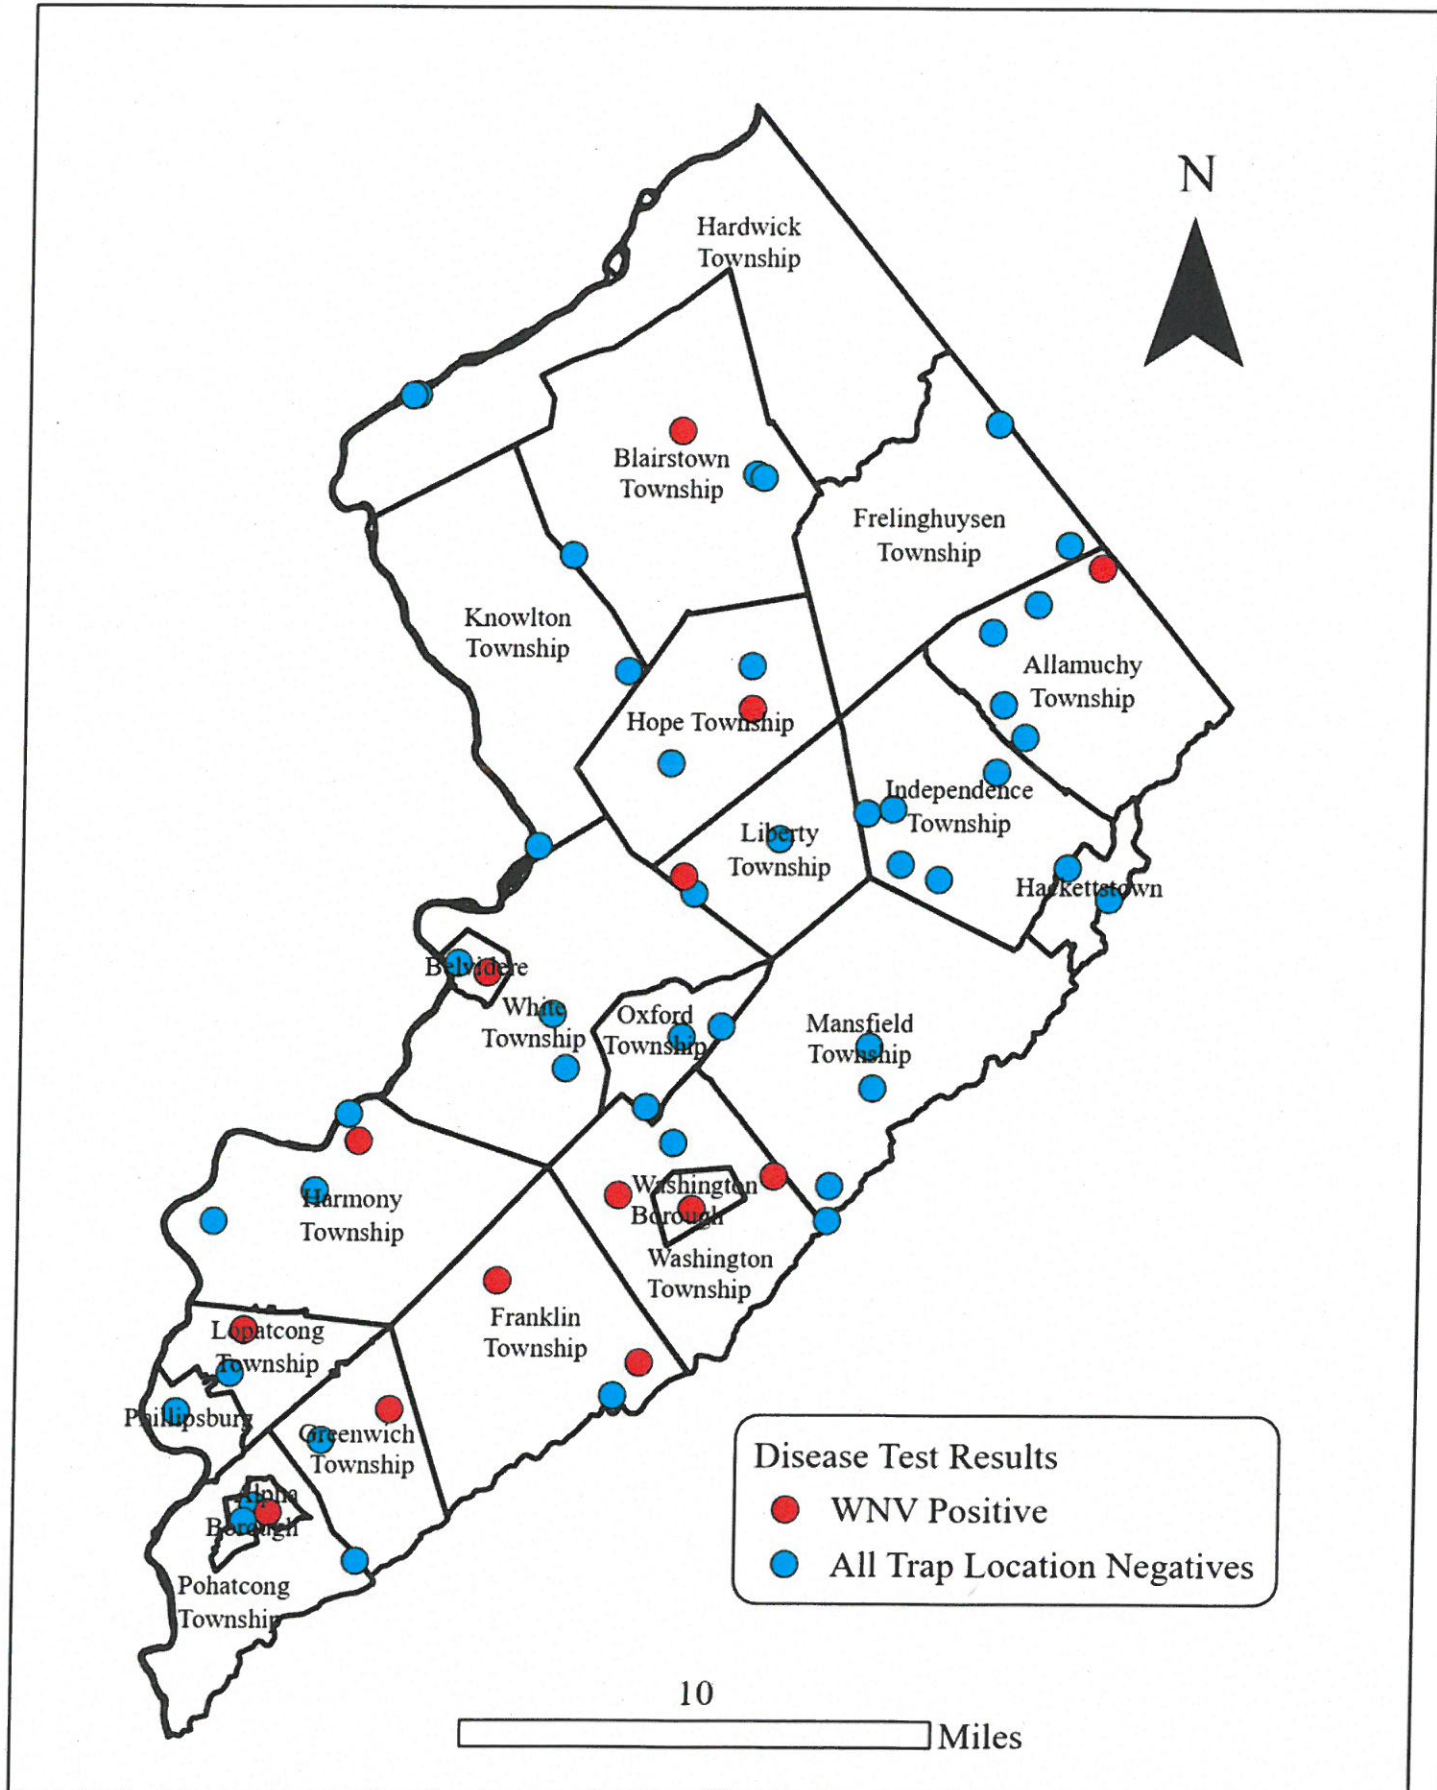 N
Hardwick
Township
Blairstown
Township
Frelinghuysen
Township
Knowlton
Township
Allamuchy
Township
Hope Township
Independence
Township
Liberty
Township
Hackettstown
Belvidere
White
Township
Oxford
Township
Mansfield
Township
Washington
Borough
Harmony
Township
Washington
Township
Franklin
Township
Lopatcong
Township
Phillipsburg
Greenwich
Township
Alpha
Borough
Pohatcong
Township
Disease Test Results
WNV Positive
All Trap Location Negatives
10
Miles